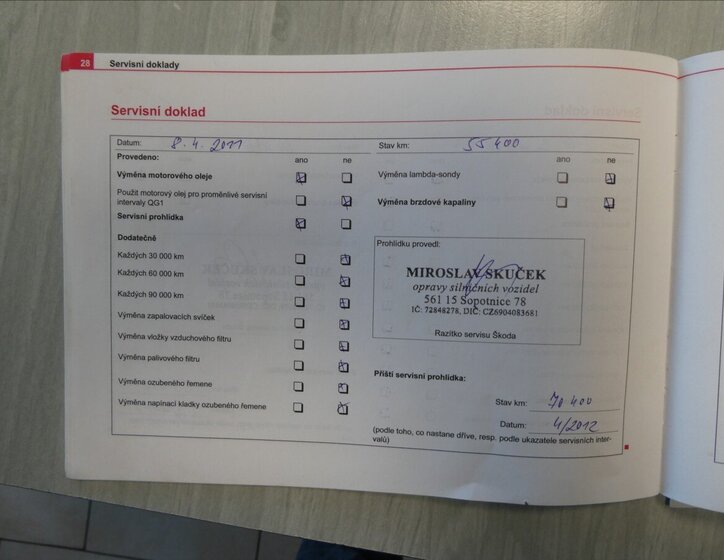 28 Servisní doklady
Servisní doklad
Datum: 8.4.2011 Stav km: 55 400
Provedeno: ano ne ano ne
Výměna motorového oleje
Výměna lambda-sondy
Použit motorový olej pro proměnlivé servisní
intervaly QG1
Výměna brzdové kapaliny
Servisní prohlídka
Dodatečně
Každých 30 000 km
Každých 60 000 km
Každých 90 000 km
Výměna zapalovacích svíček
Výměna vložky vzduchového filtru
Výměna palivového filtru
Výměna ozubeného řemene
Výměna napínací kladky ozubeného řemene
Prohlídku provedl:
MIROSLAV SKUČEK
opravy silničních vozidel
561 15 Sopotnice 78
IČ: 72848278, DIČ: CZ6904083681
Razítko servisu Škoda
Příští servisní prohlídka:
Stav km: 70 400
Datum: 4/2012
(podle toho, co nastane dříve, resp. podle ukazatele servisních inter-
valů)